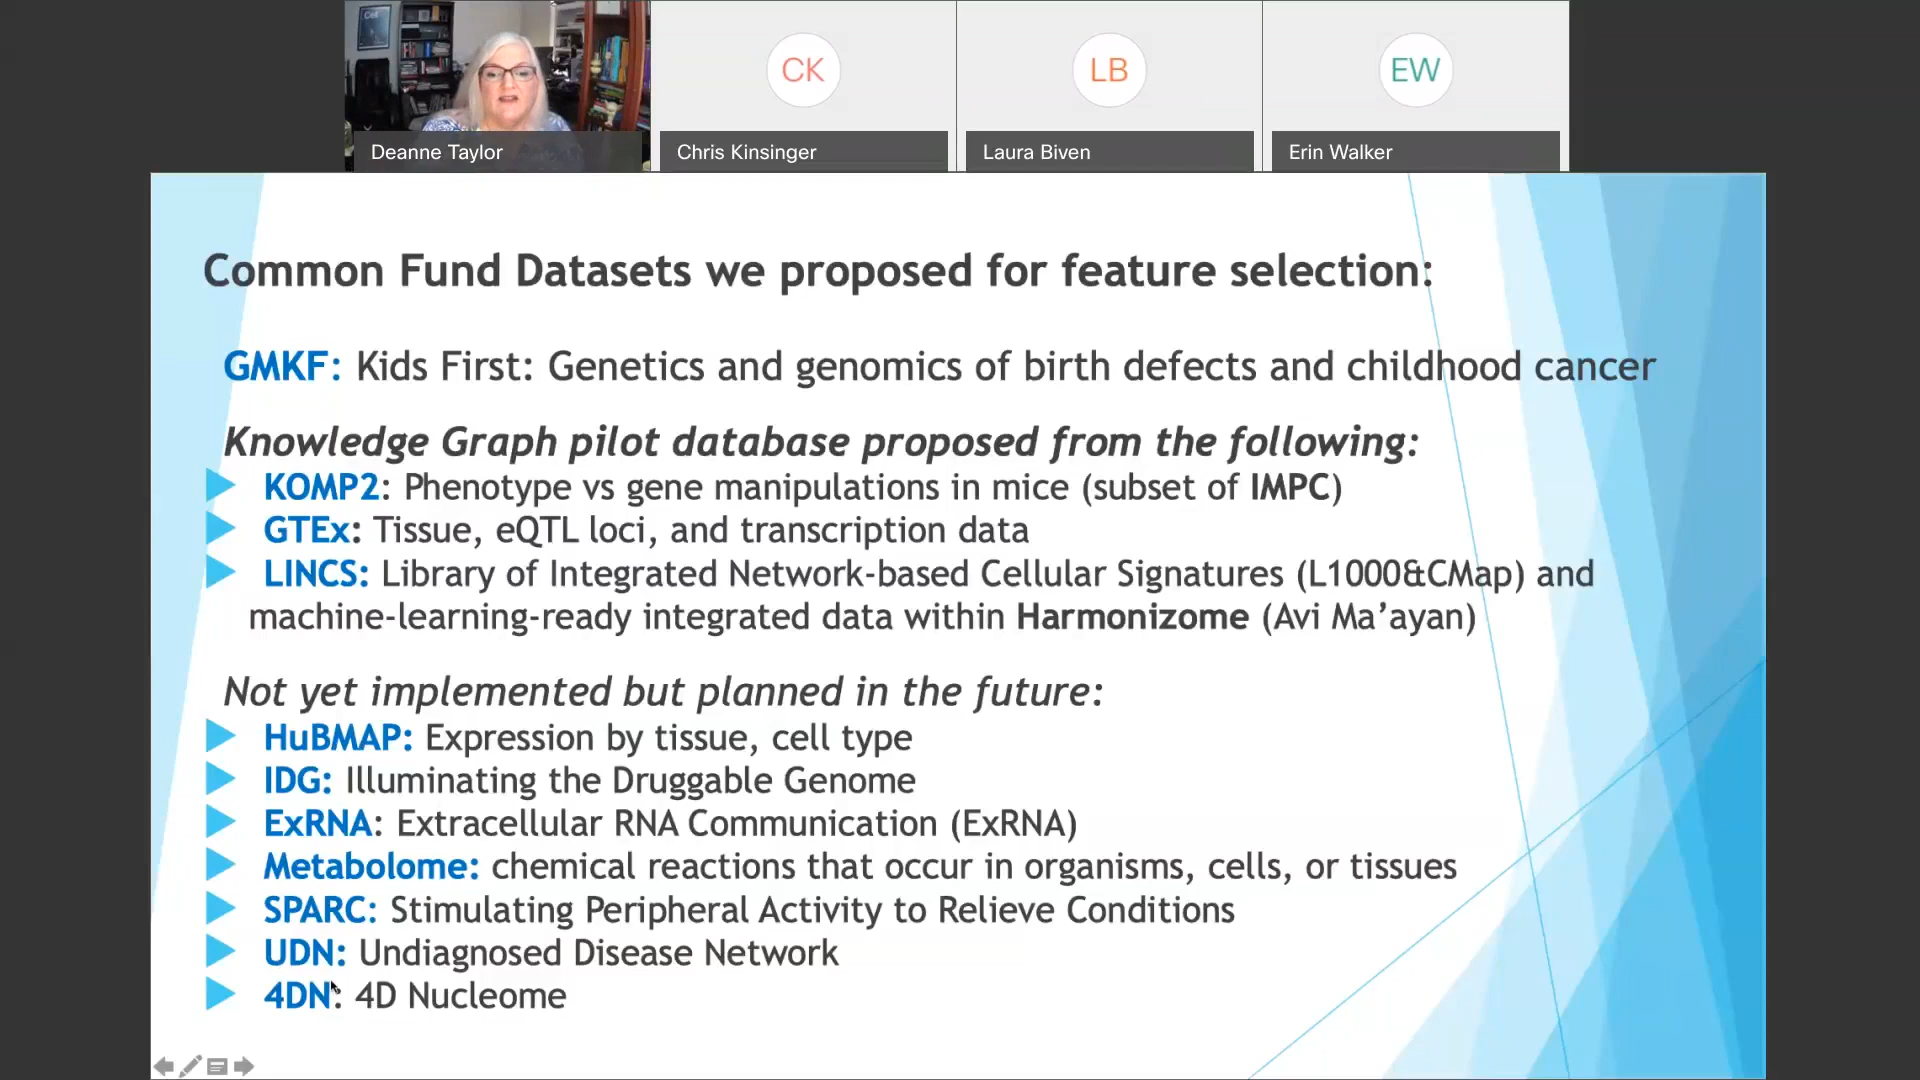 Cell
CK
LB
EW
Deanne Taylor
Chris Kinsinger
Laura Biven
Erin Walker
Common Fund Datasets we proposed for feature selection:
GMKF: Kids First: Genetics and genomics of birth defects and childhood cancer
Knowledge Graph pilot database proposed from the following:
KOMP2: Phenotype vs gene manipulations in mice (subset of IMPC)
GTEx: Tissue, eQTL loci, and transcription data
LINCS: Library of Integrated Network-based Cellular Signatures (L1000&CMap) and
machine-learning-ready integrated data within Harmonizome (Avi Ma’ayan)
Not yet implemented but planned in the future:
HuBMAP: Expression by tissue, cell type
IDG: Illuminating the Druggable Genome
ExRNA: Extracellular RNA Communication (ExRNA)
Metabolome: chemical reactions that occur in organisms, cells, or tissues
SPARC: Stimulating Peripheral Activity to Relieve Conditions
UDN: Undiagnosed Disease Network
4DN: 4D Nucleome